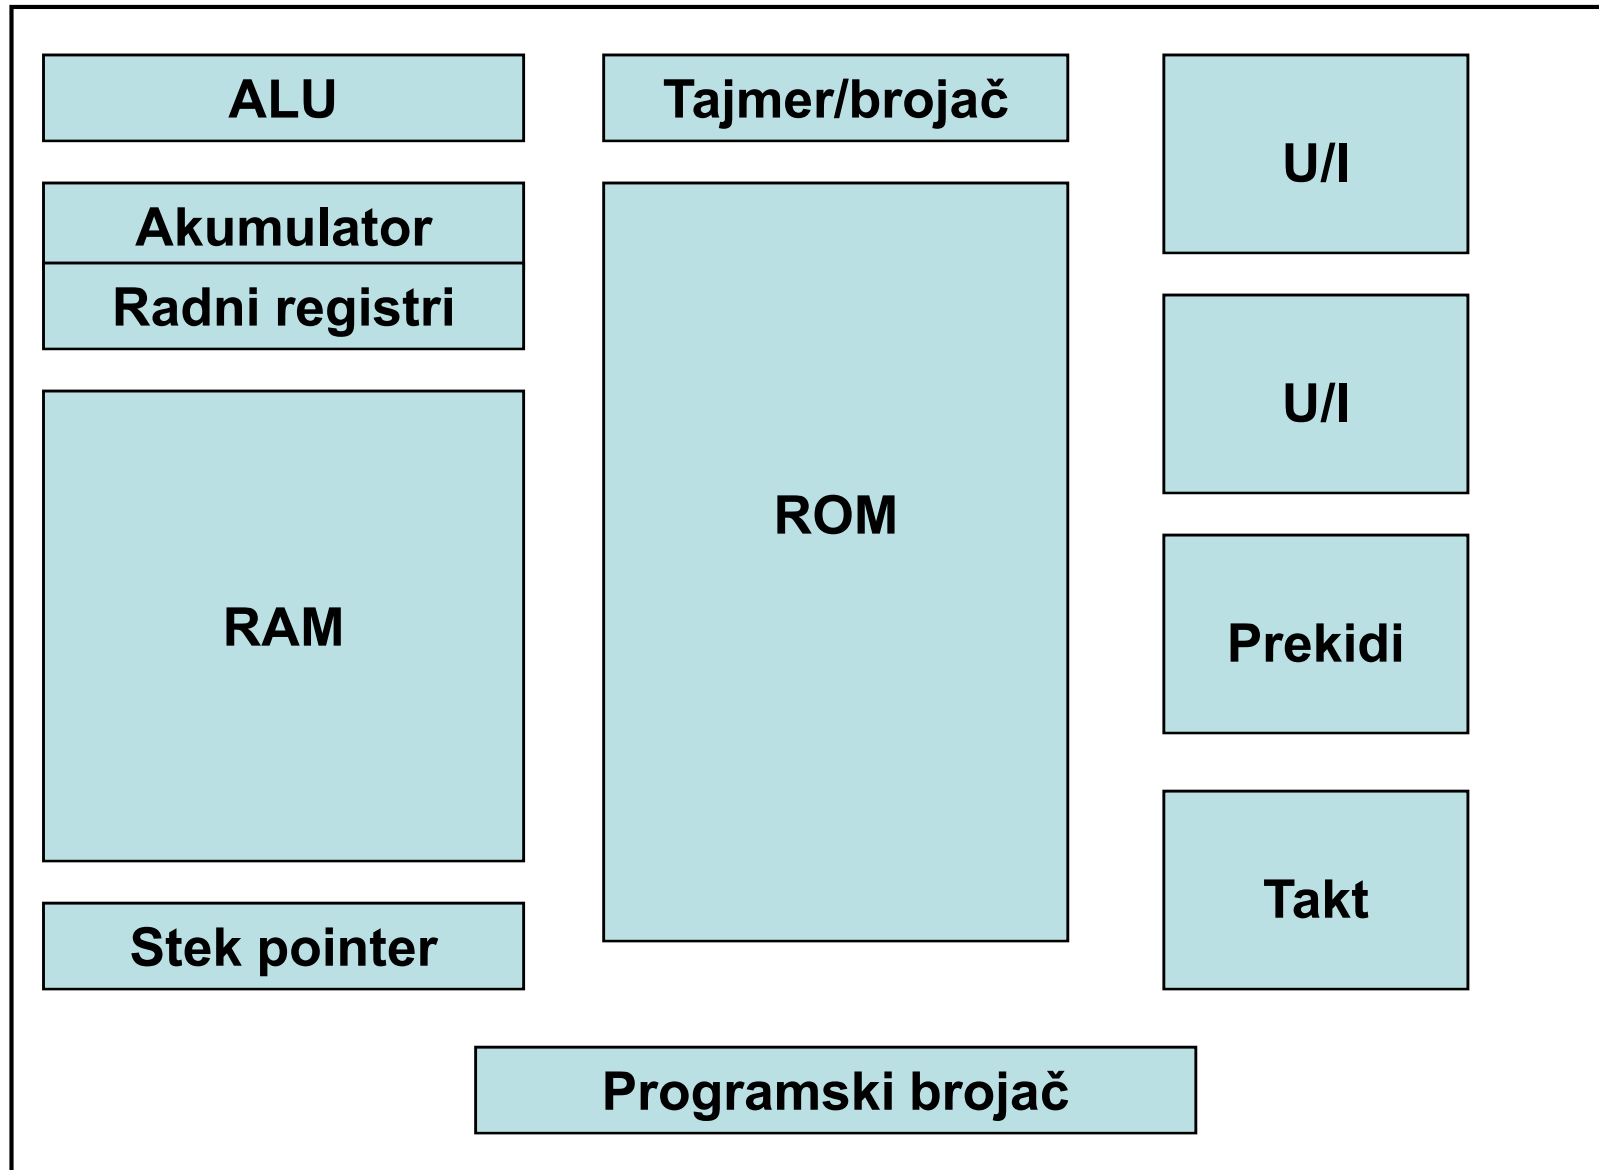 ALU
Akumulator
Radni registri
RAM
Stek pointer
Tajmer/brojač
ROM
U/I
U/I
Prekidi
Takt
Programski brojač